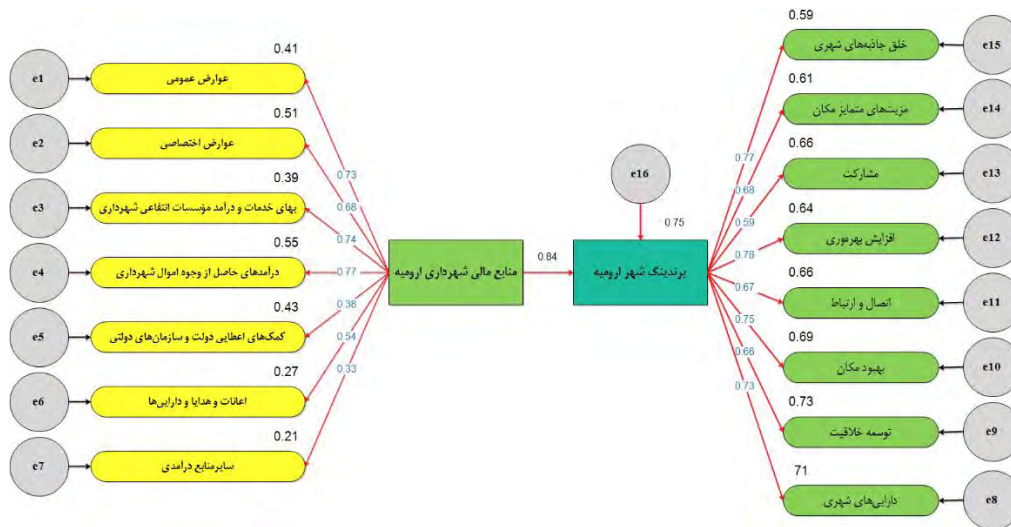 0.41
e1
عوارض عمومی
0.51
e2
عوارض اختصاصی
0.39
e3
بهای خدمات و درآمد مؤسسات انتفاعی شهرداری
0.55
e4
درآمدهای حاصل از وجوه اموال شهرداری
0.43
e5
کمک‌های اعطایی دولت و سازمان‌های دولتی
0.27
e6
اعانات و هدایا و دارایی‌ها
0.21
e7
سایرمنابع درآمدی
0.73
0.68
0.74
0.77
0.38
0.54
0.33
منابع مالی شهرداری ارومیه
0.84
e16
0.75
برندینگ شهر ارومیه
0.77
0.68
0.59
0.78
0.67
0.75
0.66
0.73
0.59
خلق جاذبه‌های شهری
e15
0.61
مزیت‌های متمایز مکان
e14
0.66
مشارکت
e13
0.64
افزایش بهره‌وری
e12
0.66
اتصال و ارتباط
e11
0.69
بهبود مکان
e10
0.73
توسعه خلاقیت
e9
71
دارایی‌های شهری
e8